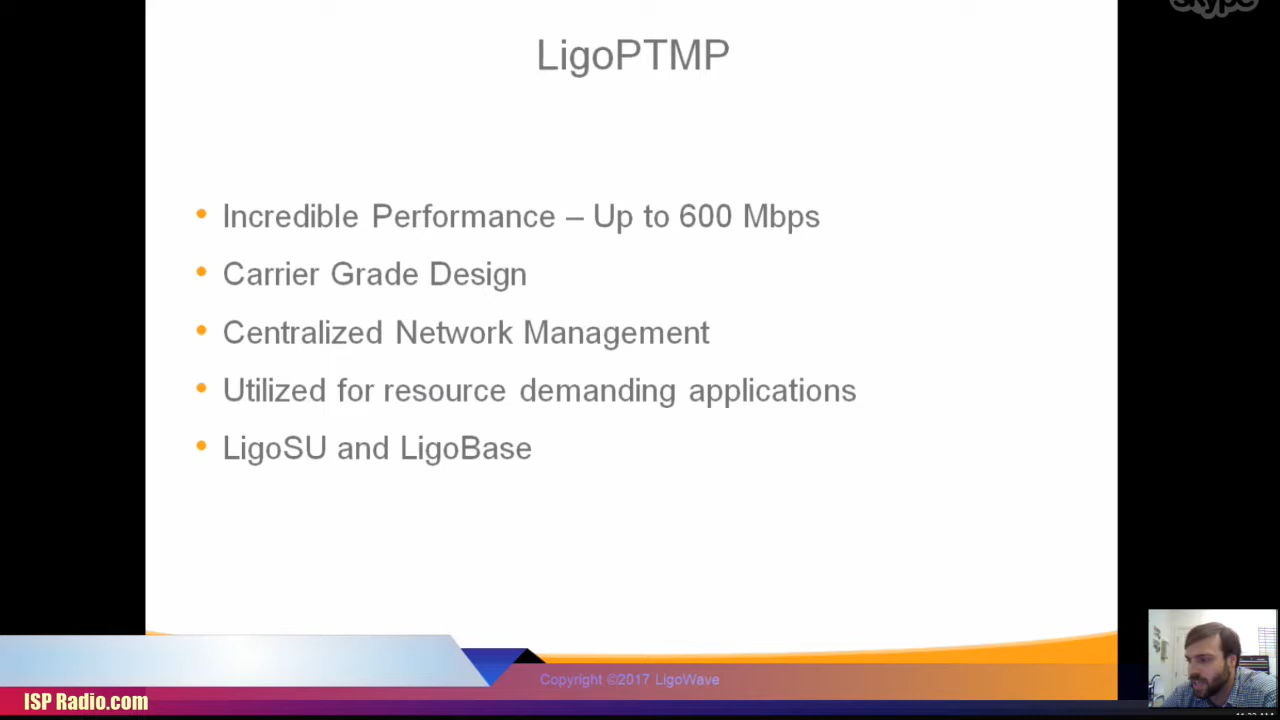 skype
LigoPTMP
• Incredible Performance – Up to 600 Mbps
• Carrier Grade Design
• Centralized Network Management
• Utilized for resource demanding applications
• LigoSU and LigoBase
Copyright ©2017 LigoWave
ISP Radio.com